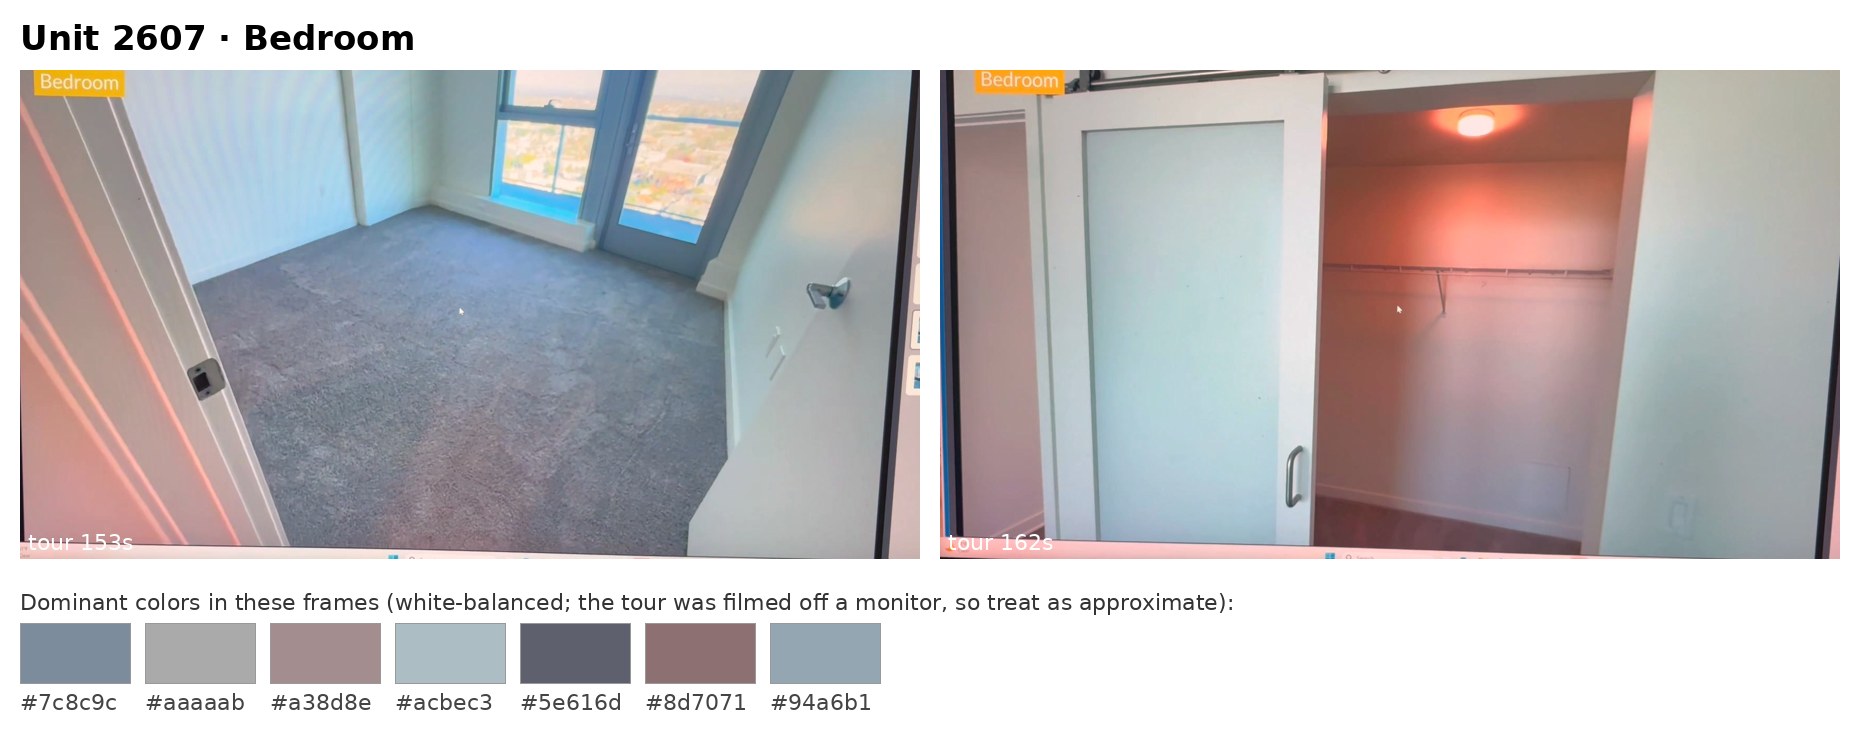 Unit 2607 · Bedroom
Bedroom
Bedroom
tour 153s
tour 162s
Dominant colors in these frames (white-balanced; the tour was filmed off a monitor, so treat as approximate):
#7c8c9c
#aaaaab
#a38d8e
#acbec3
#5e616d
#8d7071
#94a6b1